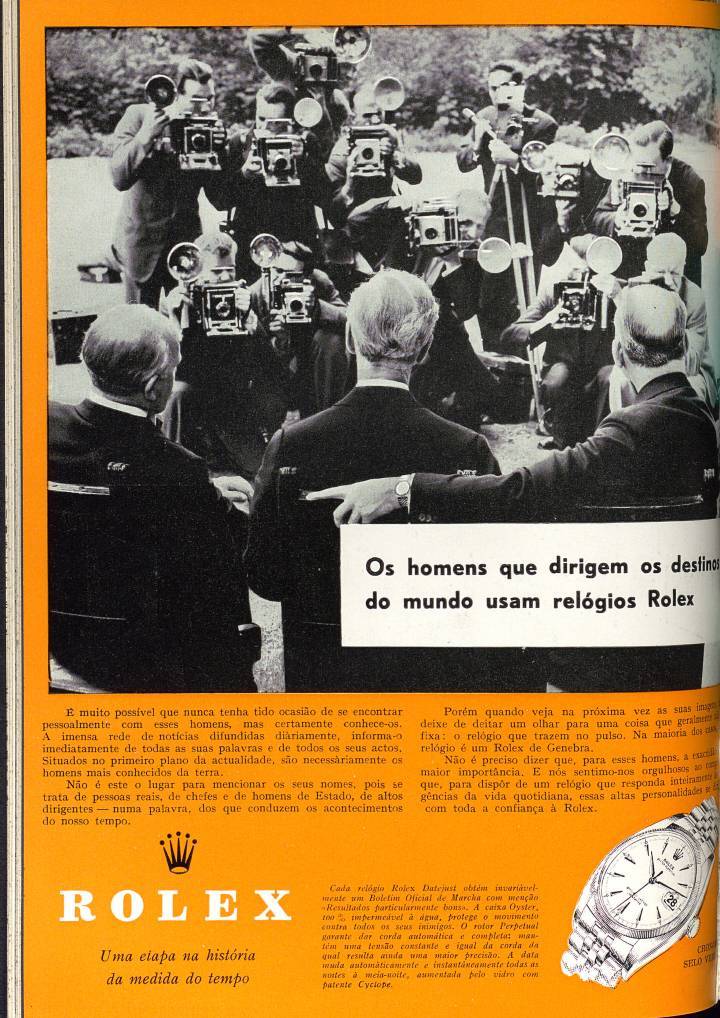 Os homens que dirigem os destinos
do mundo usam relógios Rolex
É muito possível que nunca tenha tido ocasião de se encontrar
pessoalmente com esses homens, mas certamente conhece-os.
A imensa rede de notícias difundidas diàriamente, informa-o
imediatamente de todas as suas palavras e de todos os seus actos.
Situados no primeiro plano da actualidade, são necessàriamente os
homens mais conhecidos da terra.
Não é este o lugar para mencionar os seus nomes, pois se
trata de pessoas reais, de chefes e de homens de Estado, de altos
dirigentes — numa palavra, dos que conduzem os acontecimentos
do nosso tempo.
Porém quando veja na próxima vez as suas
deixe de deitar um olhar para uma coisa que geralmente
fixa: o relógio que trazem no pulso. Na maioria dos
relógio é um Rolex de Genebra.
Não é preciso dizer que, para esses homens, a
maior importância. E nós sentimo-nos orgulhosos ao
que, para dispôr de um relógio que responda inteiramente
gências da vida quotidiana, essas altas personalidades se
com toda a confiança à Rolex.
ROLEX
Uma etapa na história
da medida do tempo
Cada relógio Rolex Datejust obtém invariável-
mente um Boletim Oficial de Marcha com menção
«Resultados particularmente bons». A caixa Oyster,
100 % impermeável à água, protege o movimento
contra todos os seus inimigos. O rotor Perpetual
garante dar corda automática e completa: man-
tém uma tensão constante e igual da corda da
qual resulta ainda uma maior precisão. A data
muda automàticamente e instantâneamente todas as
noites à meia-noite, aumentada pelo vidro com
patente Cyclope.
ROLEX
28